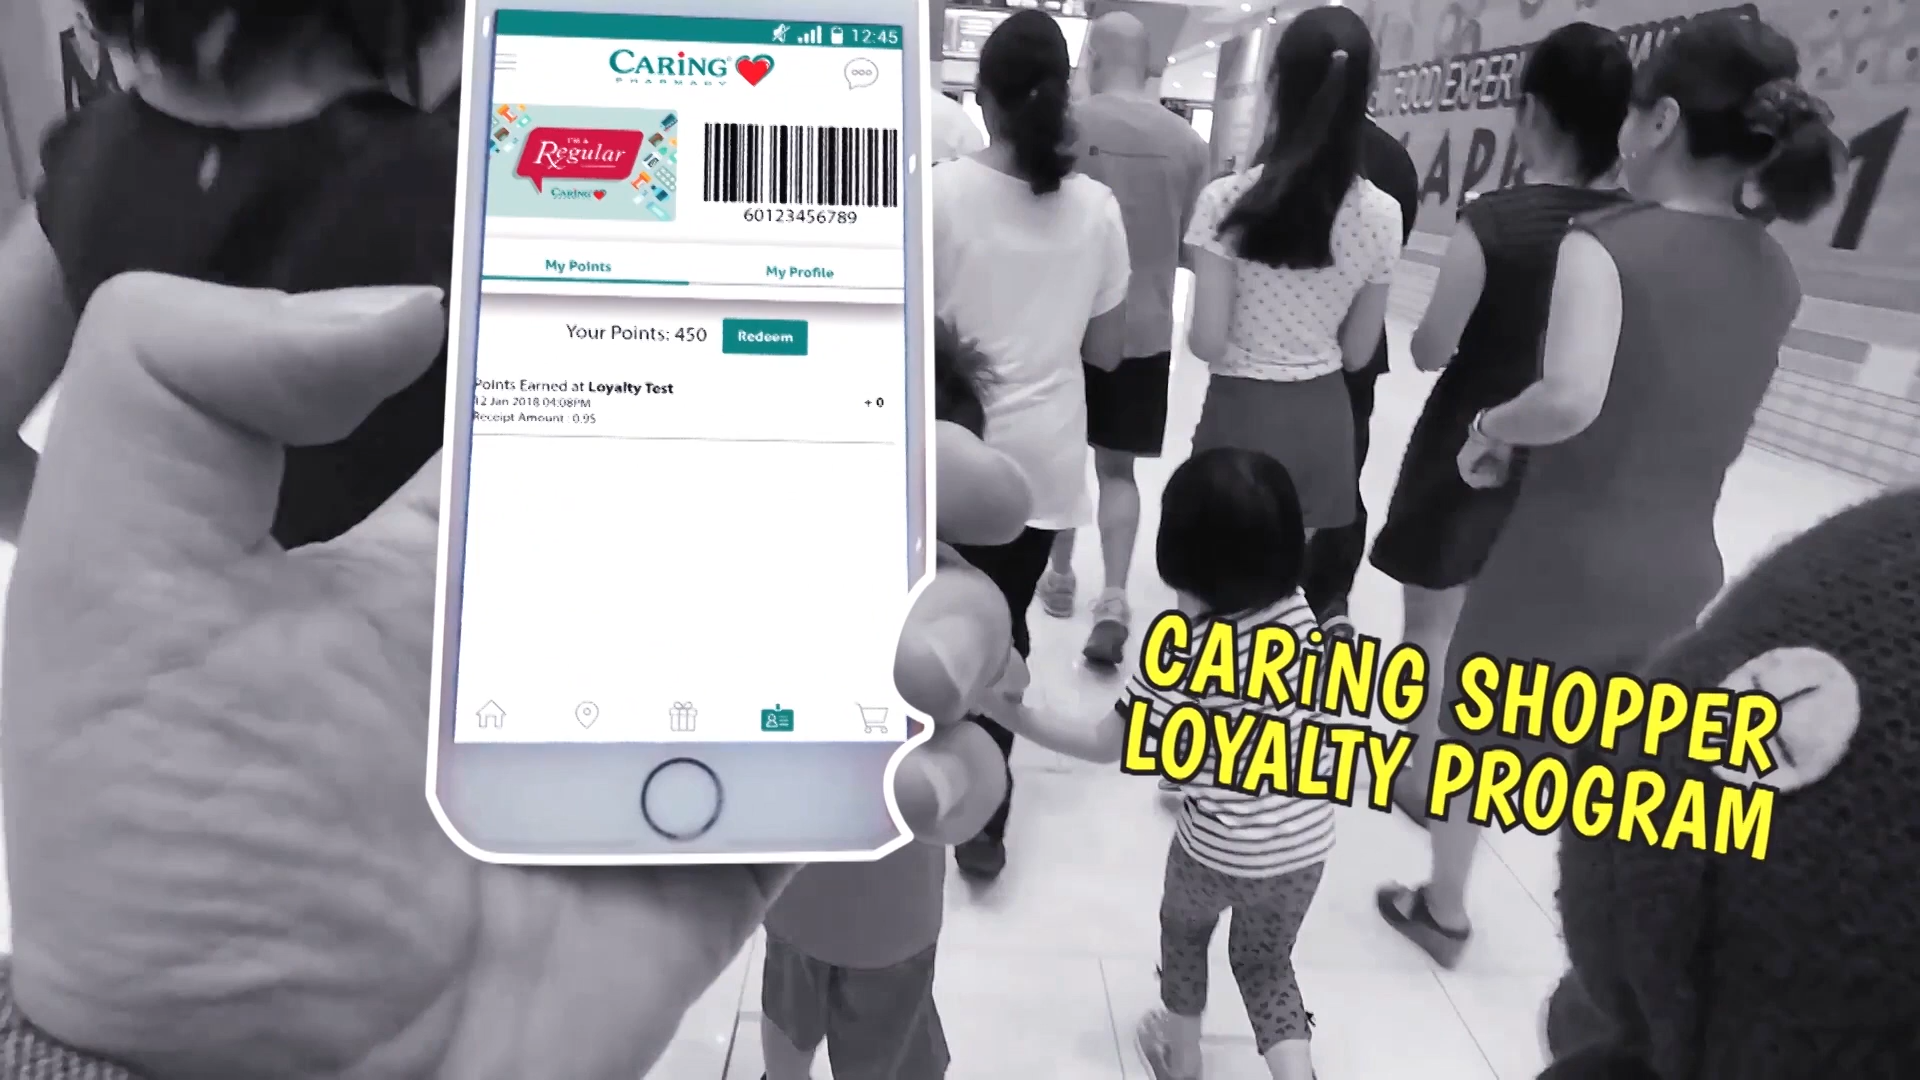 12:45
CARiNG
PHARMACY
I'M A
Regular
CARiNG
60123456789
My Points
My Profile
Your Points: 450
Redeem
Points Earned at Loyalty Test
12 Jan 2018 04:08PM
+ 0
Receipt Amount : 0.95
FOOD
CARiNG SHOPPER
LOYALTY PROGRAM